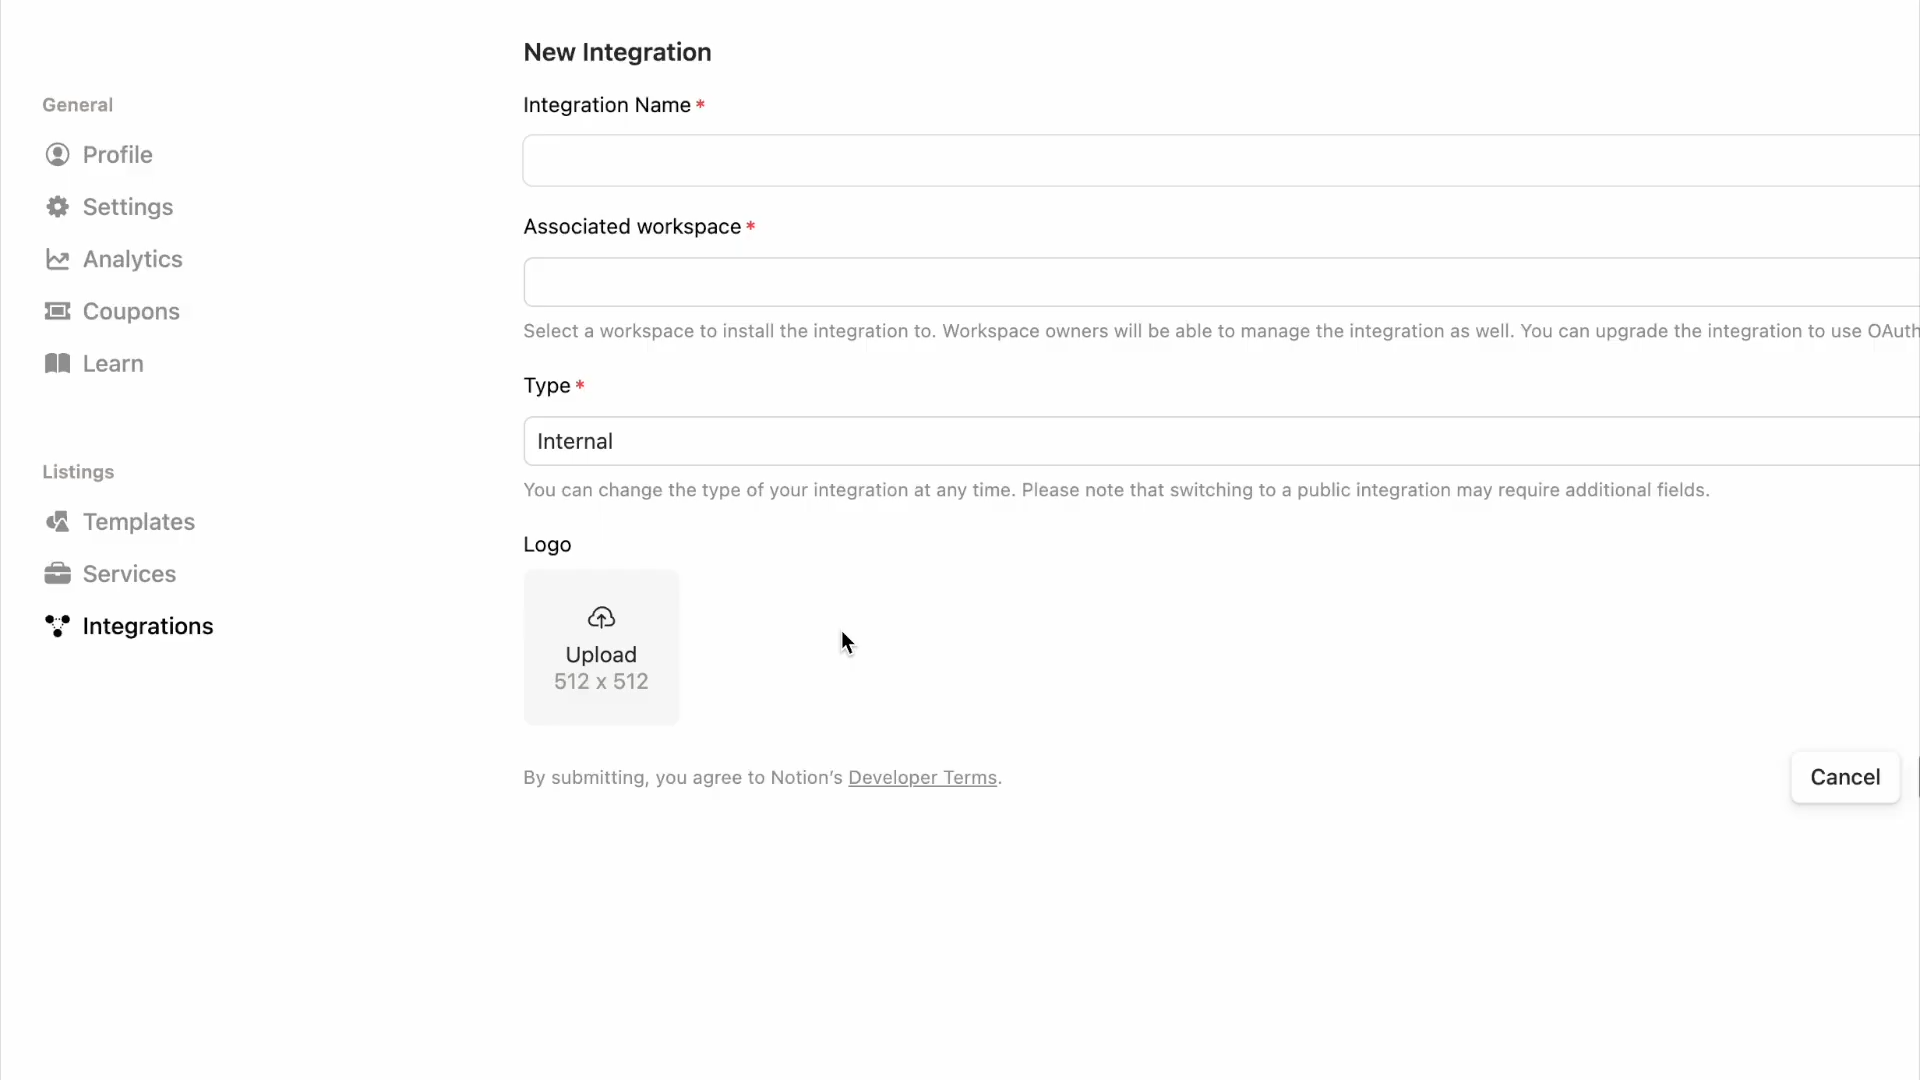 New Integration
General
Integration Name *
Profile
Settings
Associated workspace *
Analytics
Coupons
Select a workspace to install the integration to. Workspace owners will be able to manage the integration as well. You can upgrade the integration to use OAuth
Learn
Type *
Internal
Listings
You can change the type of your integration at any time. Please note that switching to a public integration may require additional fields.
Templates
Logo
Services
Integrations
Upload
512 x 512
By submitting, you agree to Notion’s Developer Terms.
Cancel